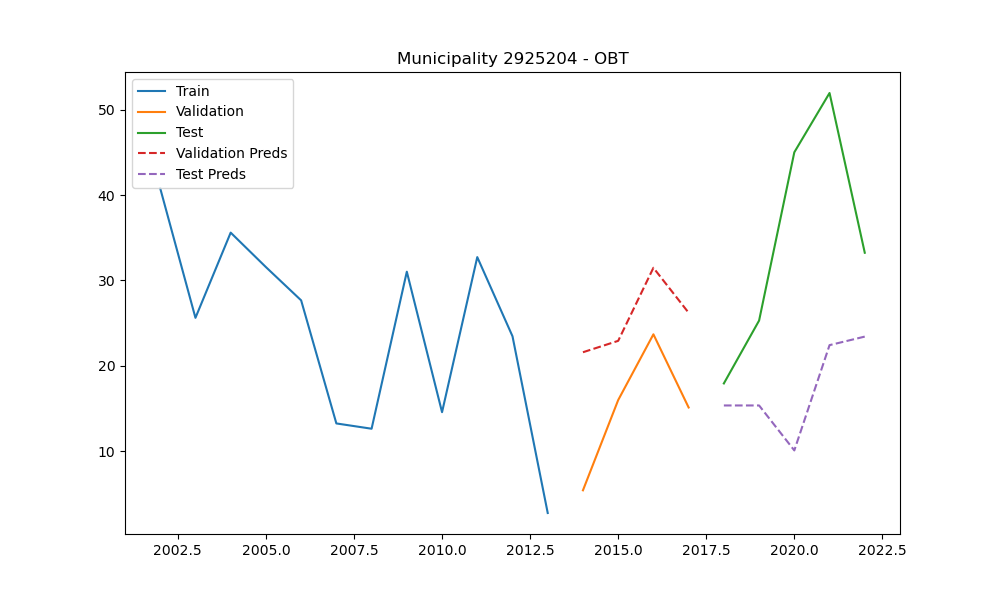 Municipality 2925204 - OBT
Train
Validation
Test
Validation Preds
Test Preds
50
40
30
20
10
2002.5 2005.0 2007.5 2010.0 2012.5 2015.0 2017.5 2020.0 2022.5